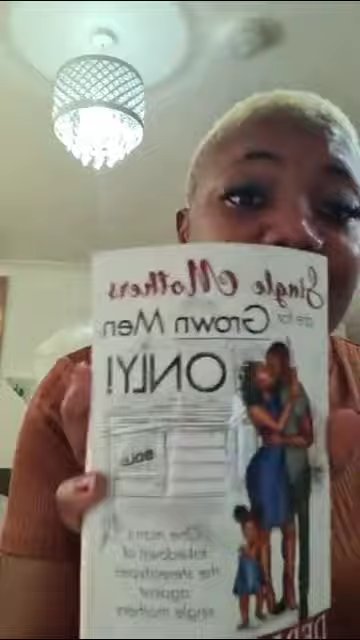 Single Mothers
are for Grown Men
ONLY!
SOLD
One man's
takedown of
the stereotypes
against
single mothers